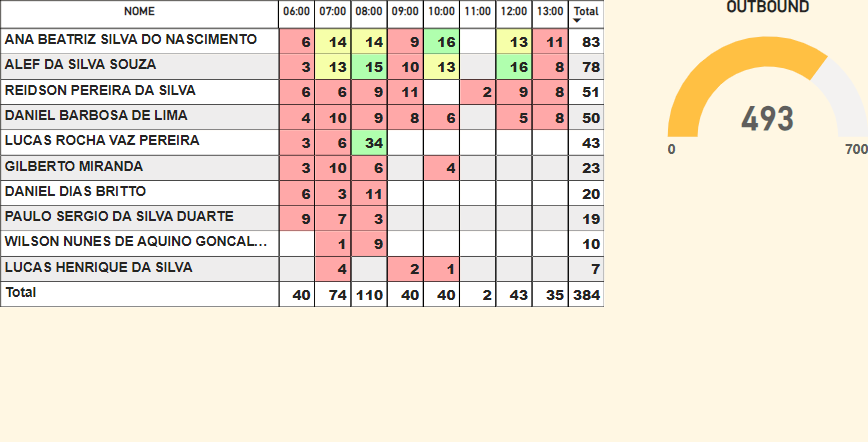 NOME 06:00 07:00 08:00 09:00 10:00 11:00 12:00 13:00 Total
ANA BEATRIZ SILVA DO NASCIMENTO 6 14 14 9 16 13 11 83
ALEF DA SILVA SOUZA 3 13 15 10 13 16 8 78
REIDSON PEREIRA DA SILVA 6 6 9 11 2 9 8 51
DANIEL BARBOSA DE LIMA 4 10 9 8 6 5 8 50
LUCAS ROCHA VAZ PEREIRA 3 6 34 43
GILBERTO MIRANDA 3 10 6 4 23
DANIEL DIAS BRITTO 6 3 11 20
PAULO SERGIO DA SILVA DUARTE 9 7 3 19
WILSON NUNES DE AQUINO GONCAL... 1 9 10
LUCAS HENRIQUE DA SILVA 4 2 1 7
Total 40 74 110 40 40 2 43 35 384
OUTBOUND
493
0 700